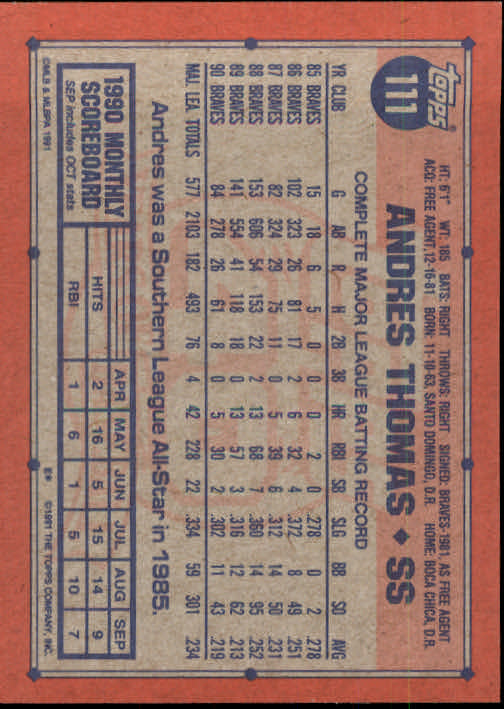 topps
111
HT: 6'1" WT: 185 BATS: RIGHT THROWS: RIGHT SIGNED: BRAVES-1981, AS FREE AGENT
ACQ: FREE AGENT, 12-16-81 BORN: 11-10-63, SANTO DOMINGO, D.R. HOME: BOCA CHICA, D.R.
ANDRES THOMAS ◆ SS
COMPLETE MAJOR LEAGUE BATTING RECORD
YR CLUB G AB R H 2B 3B HR RBI SB SLG BB SO AVG
85 BRAVES 15 18 6 5 0 0 0 2 0 .278 0 2 .278
86 BRAVES 102 323 26 81 17 2 6 32 4 .372 8 49 .251
87 BRAVES 82 324 29 75 11 0 5 39 6 .312 14 50 .231
88 BRAVES 153 606 54 153 22 2 13 68 7 .360 14 95 .252
89 BRAVES 141 554 41 118 18 0 13 57 3 .316 12 62 .213
90 BRAVES 84 278 26 61 8 0 5 30 2 .302 11 43 .219
MAJ. LEA. TOTALS 577 2103 182 493 76 4 42 228 22 .334 59 301 .234
Andres was a Southern League All-Star in 1985.
1990 MONTHLY
SCOREBOARD
SEP includes OCT stats
APR MAY JUN JUL AUG SEP
HITS 2 16 5 15 14 9
RBI 1 6 1 5 10 7
©MLB & MLBPA 1991
E* ©1991 THE TOPPS COMPANY, INC.